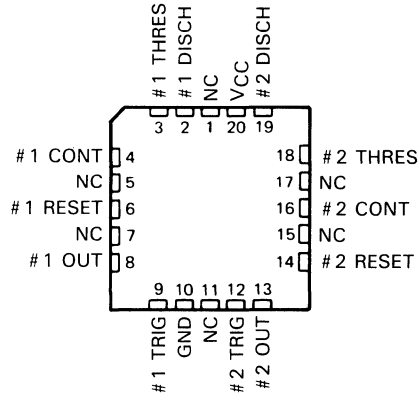 #1 THRES
#1 DISCH
NC
VCC
#2 DISCH
3 2 1 20 19
#1 CONT 4
18 #2 THRES
NC 5
17 NC
#1 RESET 6
16 #2 CONT
NC 7
15 NC
#1 OUT 8
14 #2 RESET
9 10 11 12 13
#1 TRIG
GND
NC
#2 TRIG
#2 OUT